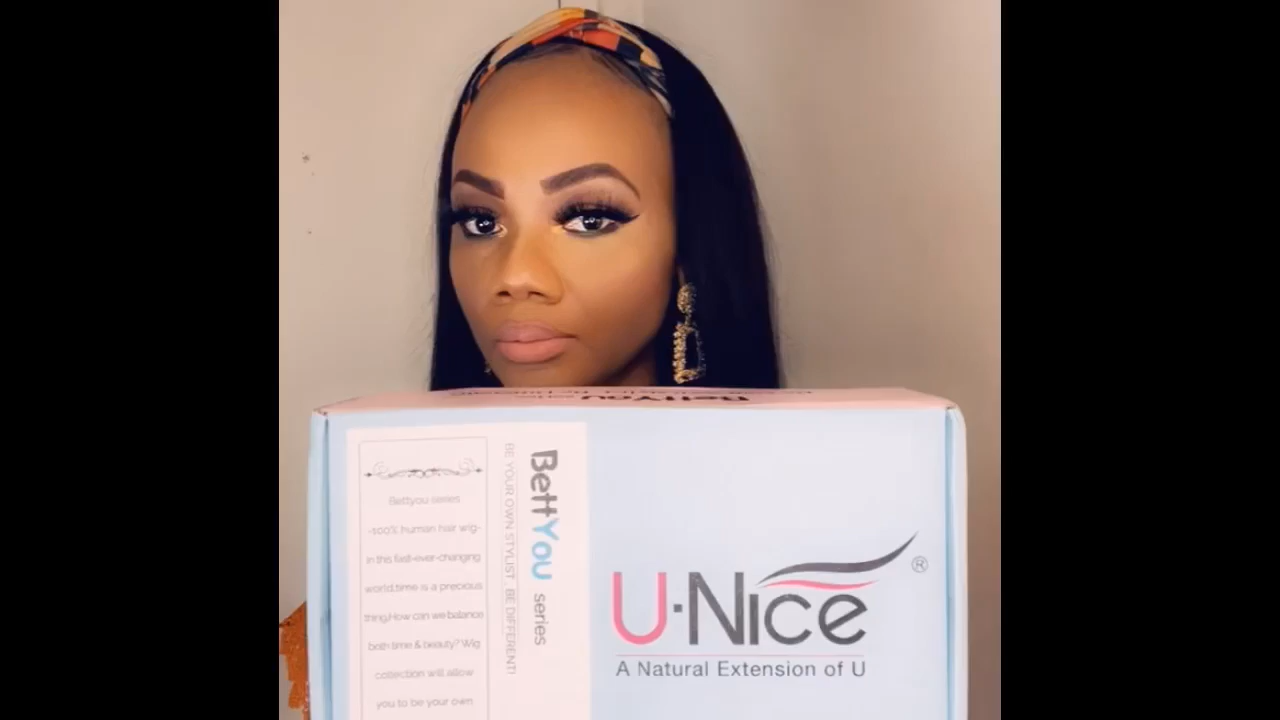 BettYou series
Bettyou series
-100% human hair wig-
in this fast-ever-changing
world,time is a precious
thing.How can we balance
both time & beauty? Wig
collection will allow
you to be your own
BE YOUR OWN STYLIST , BE DIFFERENT!
BettYou series
U·Nice®
A Natural Extension of U